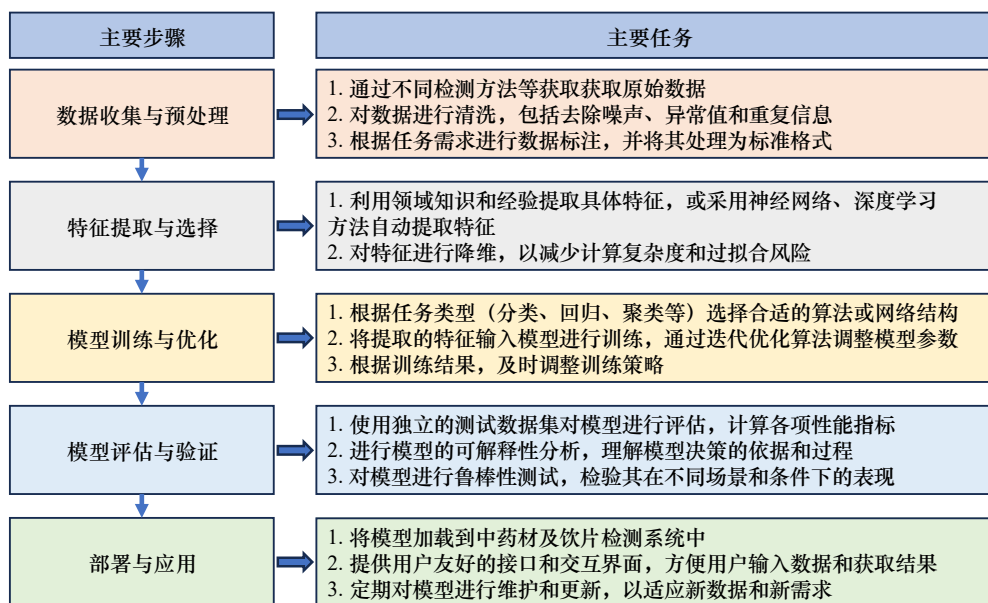 主要步骤
主要任务
数据收集与预处理
1. 通过不同检测方法等获取获取原始数据
2. 对数据进行清洗，包括去除噪声、异常值和重复信息
3. 根据任务需求进行数据标注，并将其处理为标准格式
特征提取与选择
1. 利用领域知识和经验提取具体特征，或采用神经网络、深度学习
方法自动提取特征
2. 对特征进行降维，以减少计算复杂度和过拟合风险
模型训练与优化
1. 根据任务类型（分类、回归、聚类等）选择合适的算法或网络结构
2. 将提取的特征输入模型进行训练，通过迭代优化算法调整模型参数
3. 根据训练结果，及时调整训练策略
模型评估与验证
1. 使用独立的测试数据集对模型进行评估，计算各项性能指标
2. 进行模型的可解释性分析，理解模型决策的依据和过程
3. 对模型进行鲁棒性测试，检验其在不同场景和条件下的表现
部署与应用
1. 将模型加载到中药材及饮片检测系统中
2. 提供用户友好的接口和交互界面，方便用户输入数据和获取结果
3. 定期对模型进行维护和更新，以适应新数据和新需求